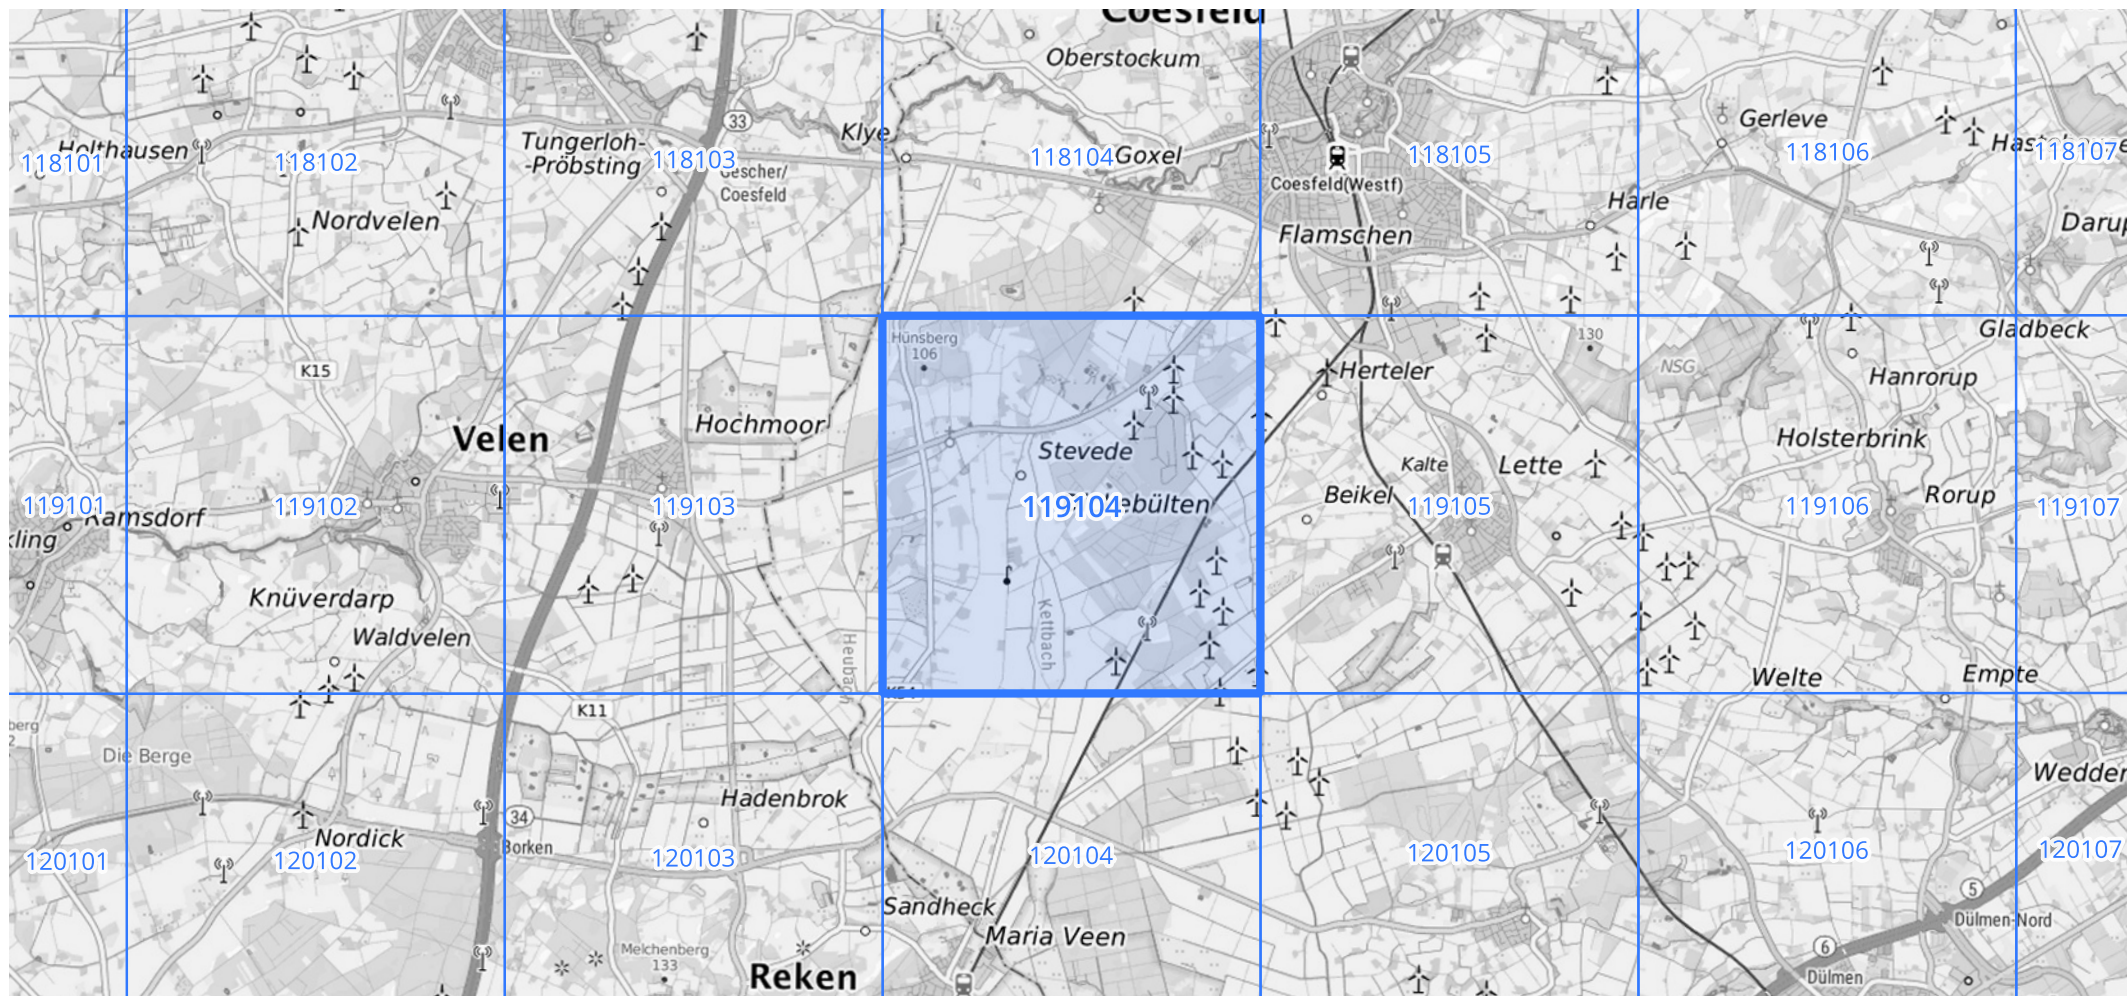 Coesfeld
Oberstockum
33
Klye
Gerleve
Holthausen
118101
118102
Tungerloh-
-Pröbsting
118103
Gescher/
Coesfeld
118104
Goxel
118105
118106
118107
Coesfeld(Westf)
Nordvelen
Flamschen
Harle
Darup
Hünsberg
106
130
Gladbeck
K15
Herteler
NSG
Hanrorup
Velen
Hochmoor
Stevede
Holsterbrink
Kalte
Lette
Beikel
Rorup
119101
119102
119103
119104
119105
119106
119107
Ramsdorf
kling
Knüverdarp
Waldvelen
Heubach
Kettbach
Welte
Empte
K11
berg
2
Die Berge
Hadenbrok
34
Borken
Nordick
Wedder
120101
120102
120103
120104
120105
120106
120107
Sandheck
Maria Veen
5
Dülmen-Nord
6
Dülmen
Melchenberg
133
Reken